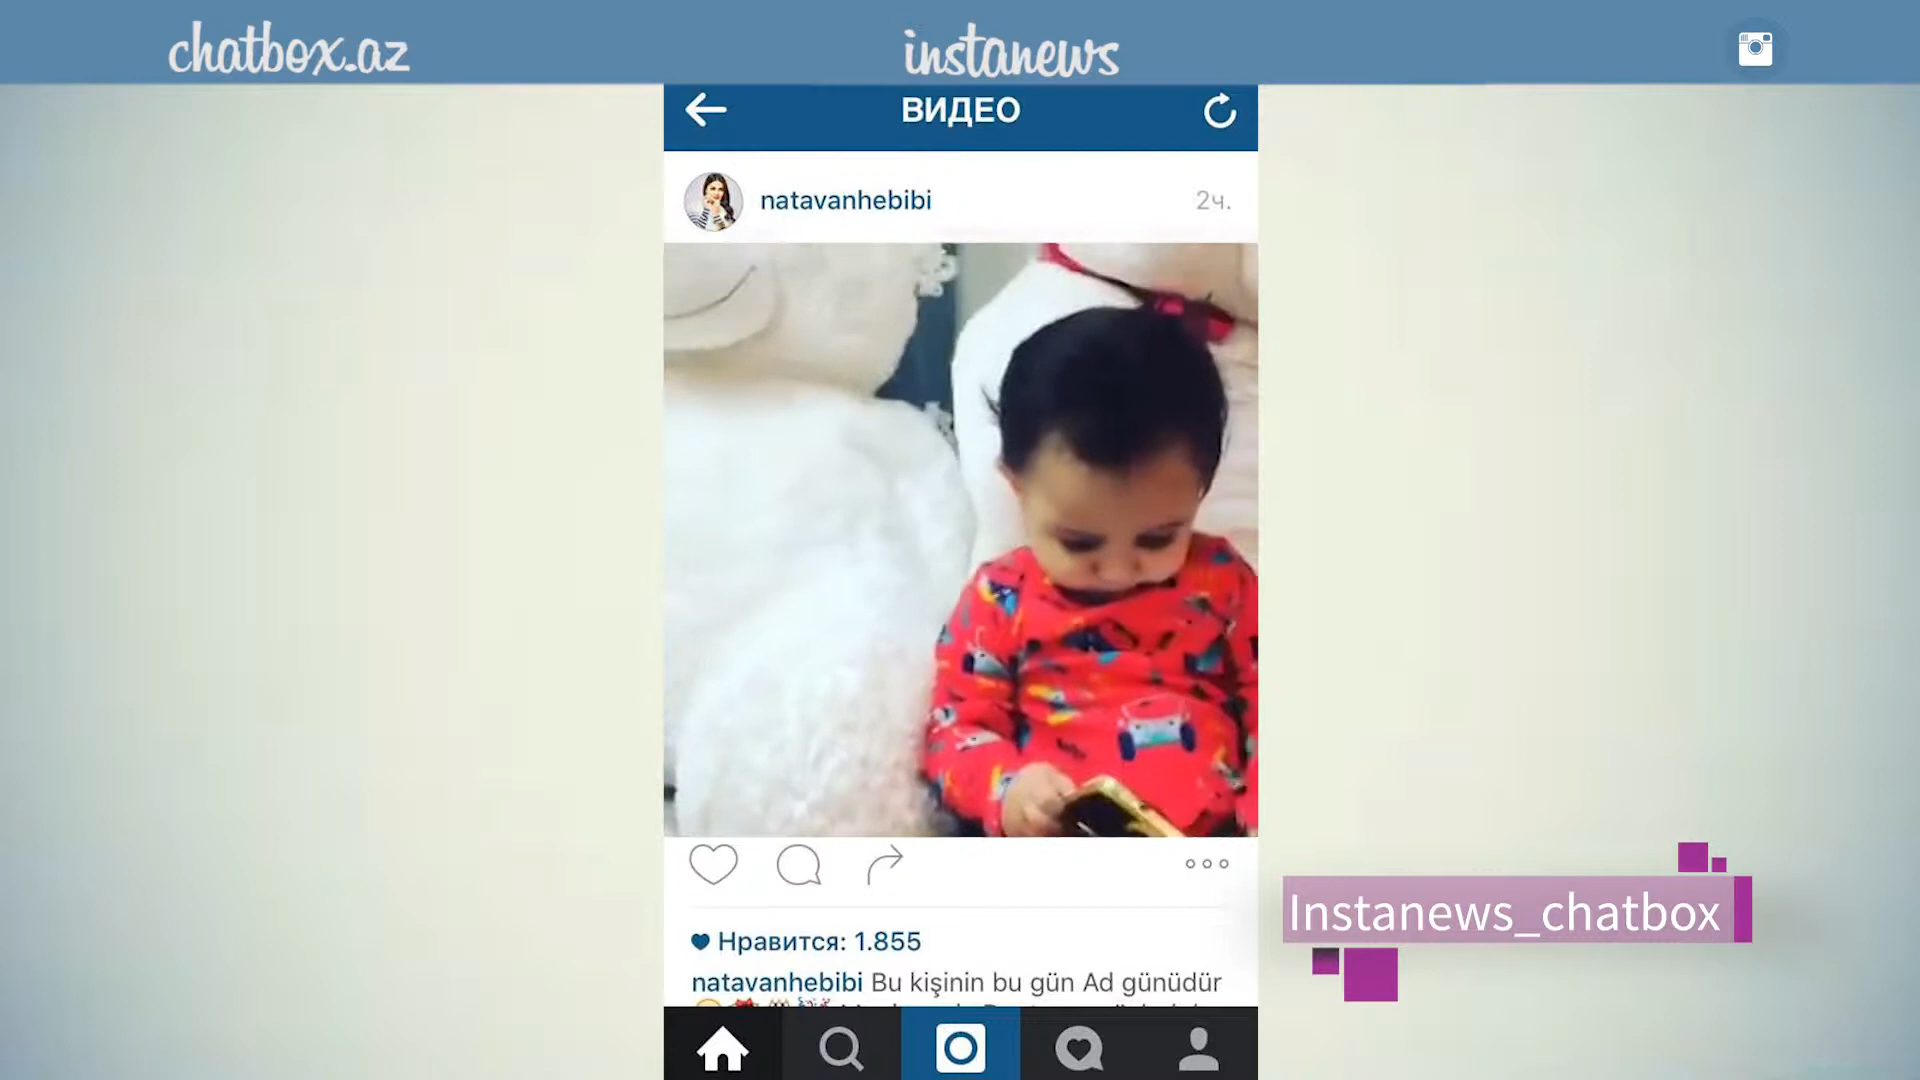 chatbox.az
instanews
ВИДЕО
natavanhebibi
2ч.
Instanews_chatbox
Нравится: 1.855
natavanhebibi Bu kişinin bu gün Ad günüdür